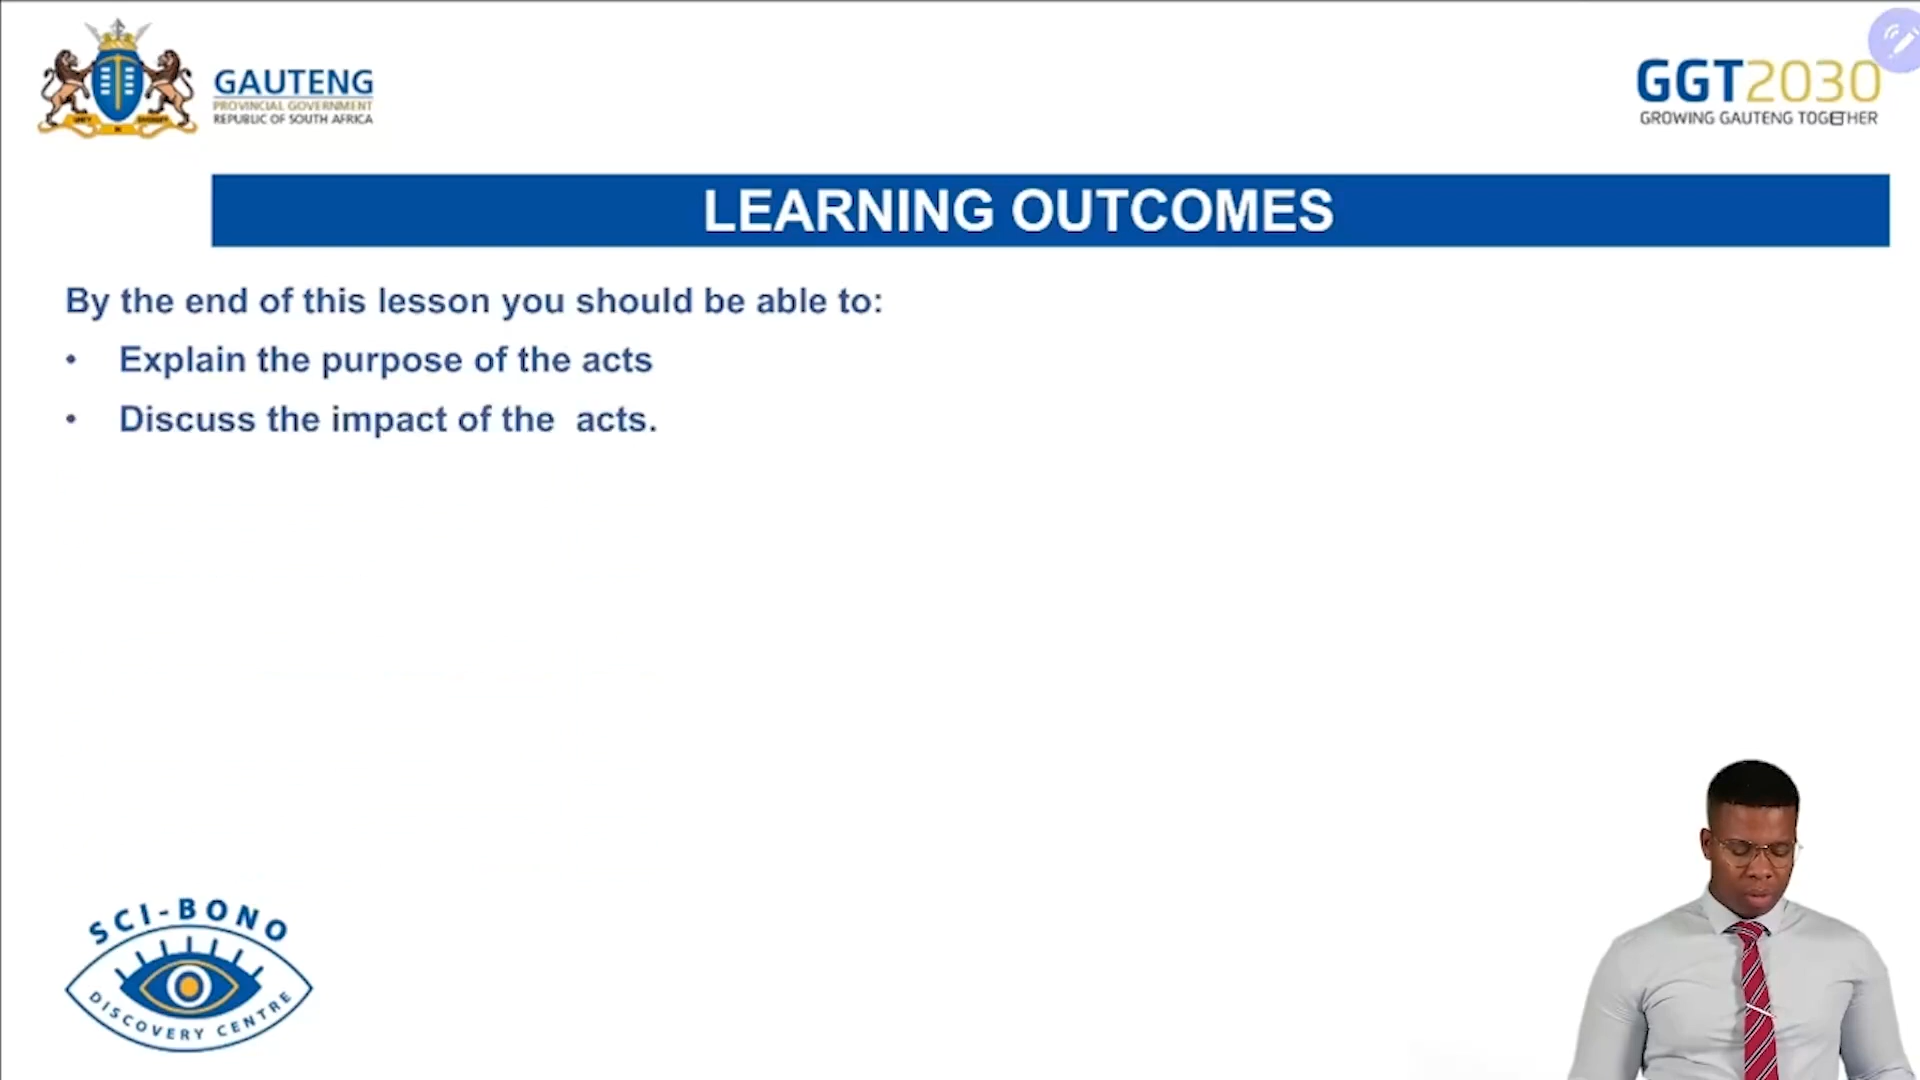 GAUTENG
PROVINCIAL GOVERNMENT
REPUBLIC OF SOUTH AFRICA
GGT2030
GROWING GAUTENG TOGETHER
LEARNING OUTCOMES
By the end of this lesson you should be able to:
• Explain the purpose of the acts
• Discuss the impact of the  acts.
SCI-BONO
DISCOVERY CENTRE